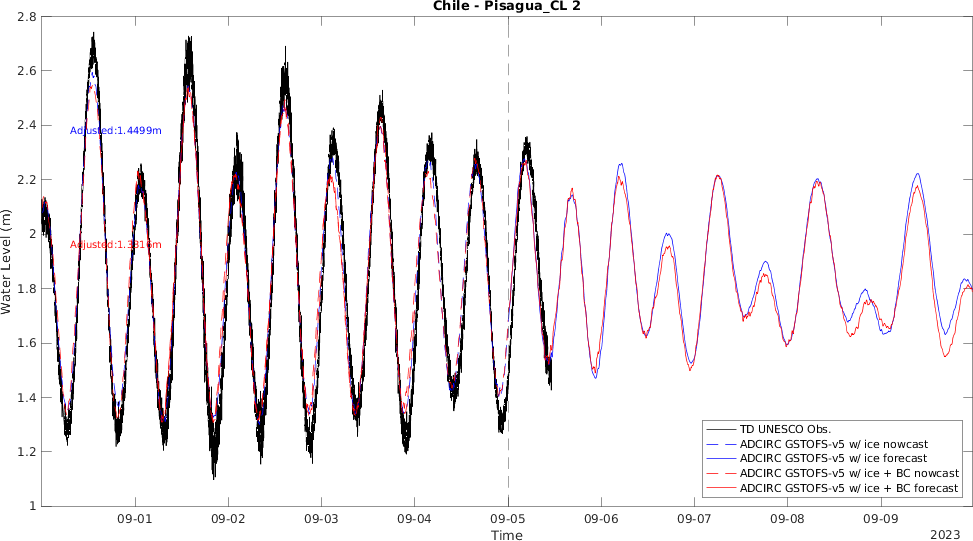 Chile - Pisagua_CL 2
2.8
2.6
2.4
2.2
2
1.8
1.6
1.4
1.2
1
Water Level (m)
Adjusted:1.4499m
Adjusted:1.3316m
TD UNESCO Obs.
ADCIRC GSTOFS-v5 w/ ice nowcast
ADCIRC GSTOFS-v5 w/ ice forecast
ADCIRC GSTOFS-v5 w/ ice + BC nowcast
ADCIRC GSTOFS-v5 w/ ice + BC forecast
09-01 09-02 09-03 09-04 09-05 09-06 09-07 09-08 09-09
Time
2023